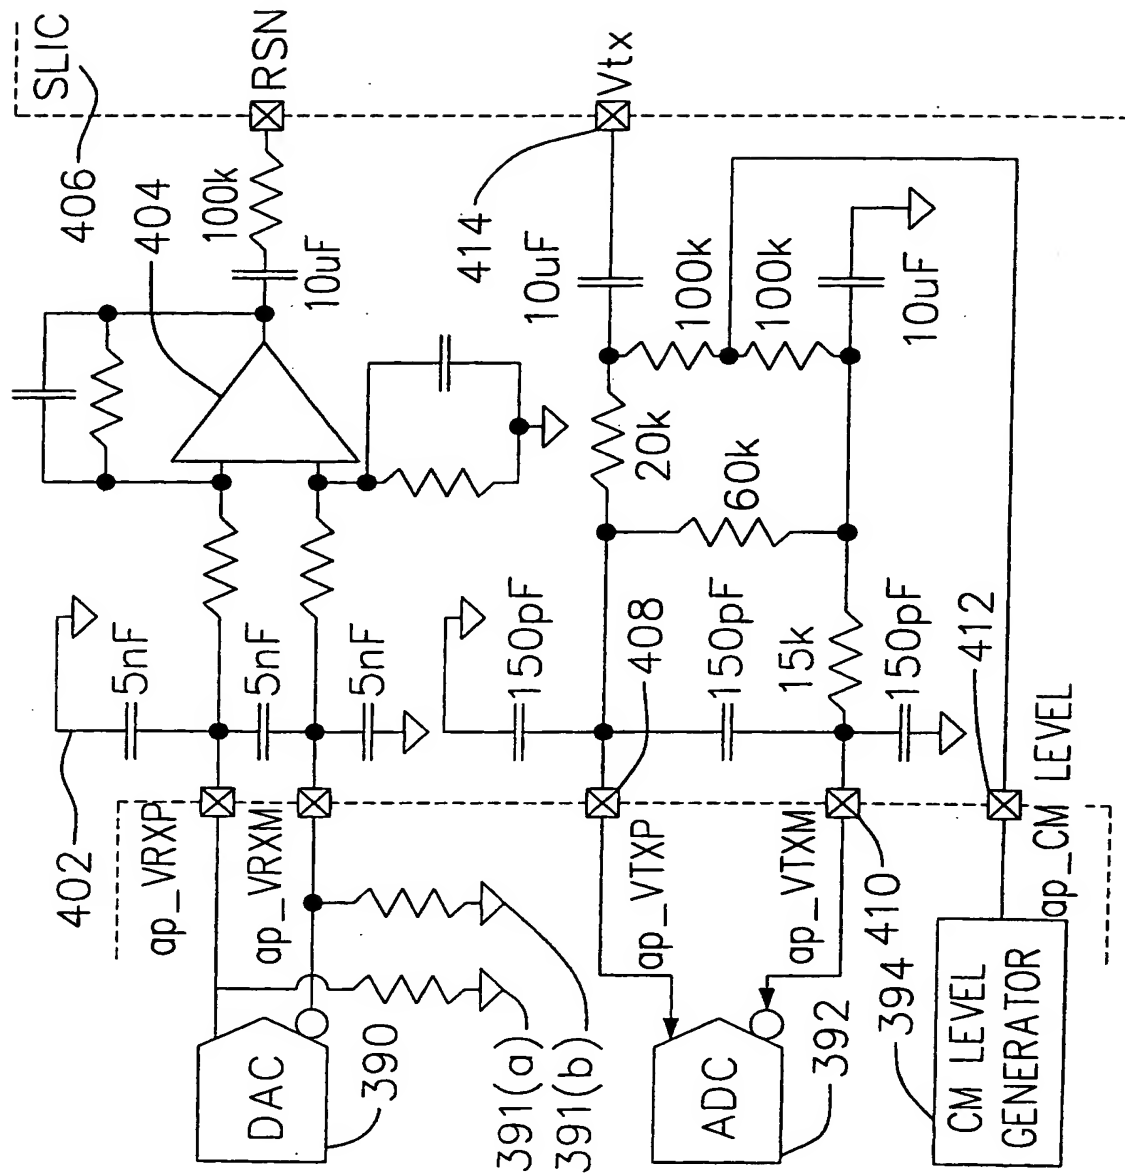 SLIC
406
RSN
404
100k
10uF
Vtx
414
10uF
100k
100k
10uF
20k
60k
402
5nF
5nF
5nF
150pF
150pF
150pF
15k
408
412
410
ap_VRXP
ap_VRXM
ap_VTXP
ap_VTXM
ap_CM LEVEL
DAC
390
391(a)
391(b)
ADC
392
394
CM LEVEL
GENERATOR